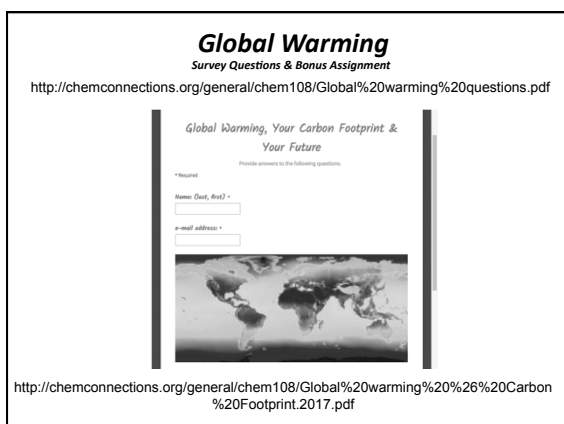 Global Warming
Survey Questions & Bonus Assignment
http://chemconnections.org/general/chem108/Global%20warming%20questions.pdf
Global Warming, Your Carbon Footprint &
Your Future
Provide answers to the following questions.
* Required
Name: (last, first) *
e-mail address: *
http://chemconnections.org/general/chem108/Global%20warming%20%26%20Carbon
%20Footprint.2017.pdf